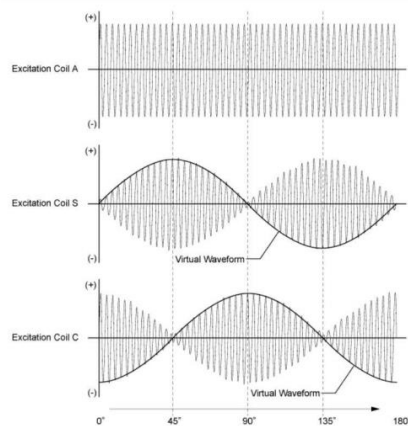 (+)
Excitation Coil A
(-)
(+)
Excitation Coil S
Virtual Waveform
(-)
(+)
Excitation Coil C
Virtual Waveform
(-)
0° 45° 90° 135° 180